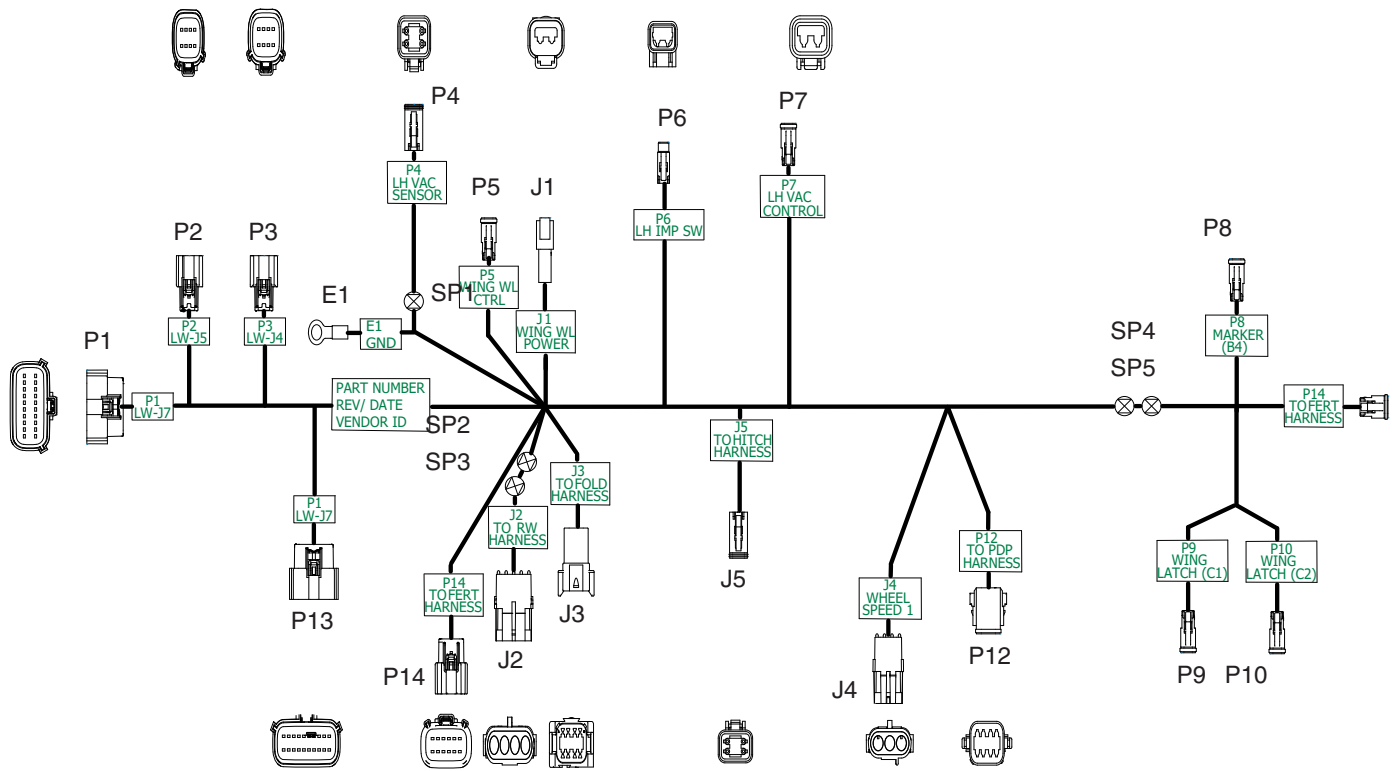 P4
P7
P6
P4
LH VAC
SENSOR
P5
J1
P7
LH VAC
CONTROL
P6
LH IMP SW
P2
P3
P8
E1
SP1
P5
WING WL
CTRL
P2
LW-J5
P3
LW-J4
E1
GND
J1
WING WL
POWER
P8
MARKER
(B4)
SP4
SP5
P1
P1
LW-J7
PART NUMBER
REV/ DATE
VENDOR ID
P14
TO FERT
HARNESS
SP2
SP3
J5
TO HITCH
HARNESS
J3
TO FOLD
HARNESS
P1
LW-J7
J2
TO RW
HARNESS
P12
TO PDP
HARNESS
P9
WING
LATCH (C1)
P10
WING
LATCH (C2)
P14
TO FERT
HARNESS
J4
WHEEL
SPEED 1
J5
P13
J3
J2
P12
P14
J4
P9
P10